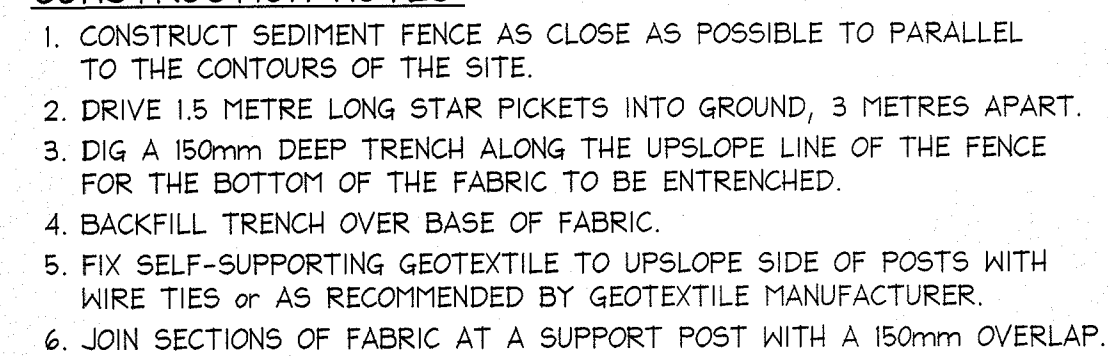 CONSTRUCTION NOTES
1. CONSTRUCT SEDIMENT FENCE AS CLOSE AS POSSIBLE TO PARALLEL
TO THE CONTOURS OF THE SITE.
2. DRIVE 1.5 METRE LONG STAR PICKETS INTO GROUND, 3 METRES APART.
3. DIG A 150mm DEEP TRENCH ALONG THE UPSLOPE LINE OF THE FENCE
FOR THE BOTTOM OF THE FABRIC TO BE ENTRENCHED.
4. BACKFILL TRENCH OVER BASE OF FABRIC.
5. FIX SELF-SUPPORTING GEOTEXTILE TO UPSLOPE SIDE OF POSTS WITH
WIRE TIES or AS RECOMMENDED BY GEOTEXTILE MANUFACTURER.
6. JOIN SECTIONS OF FABRIC AT A SUPPORT POST WITH A 150mm OVERLAP.